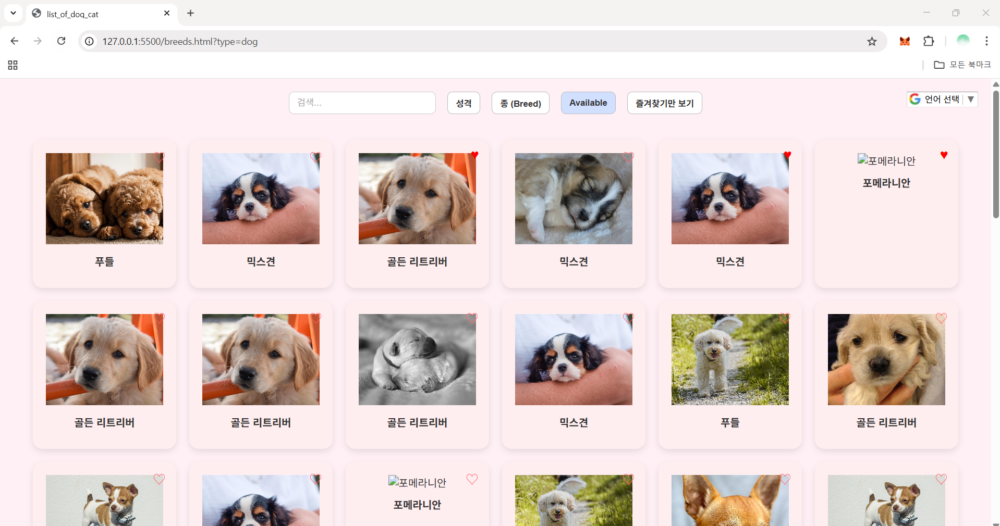 list_of_dog_cat
127.0.0.1:5500/breeds.html?type=dog
모든 북마크
검색...
성격
종 (Breed)
Available
즐겨찾기만 보기
언어 선택
푸들
믹스견
골든 리트리버
믹스견
믹스견
포메라니안
포메라니안
골든 리트리버
골든 리트리버
골든 리트리버
믹스견
푸들
골든 리트리버
포메라니안
포메라니안